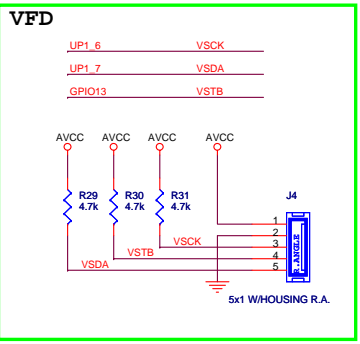 VFD
UP1_6 VSCK
UP1_7 VSDA
GPIO13 VSTB
AVCC AVCC AVCC AVCC
R29 R30 R31 J4
4.7k 4.7k 4.7k
1
2
VSCK 3
VSTB 4
VSDA 5
R.ANGLE
5x1 W/HOUSING R.A.